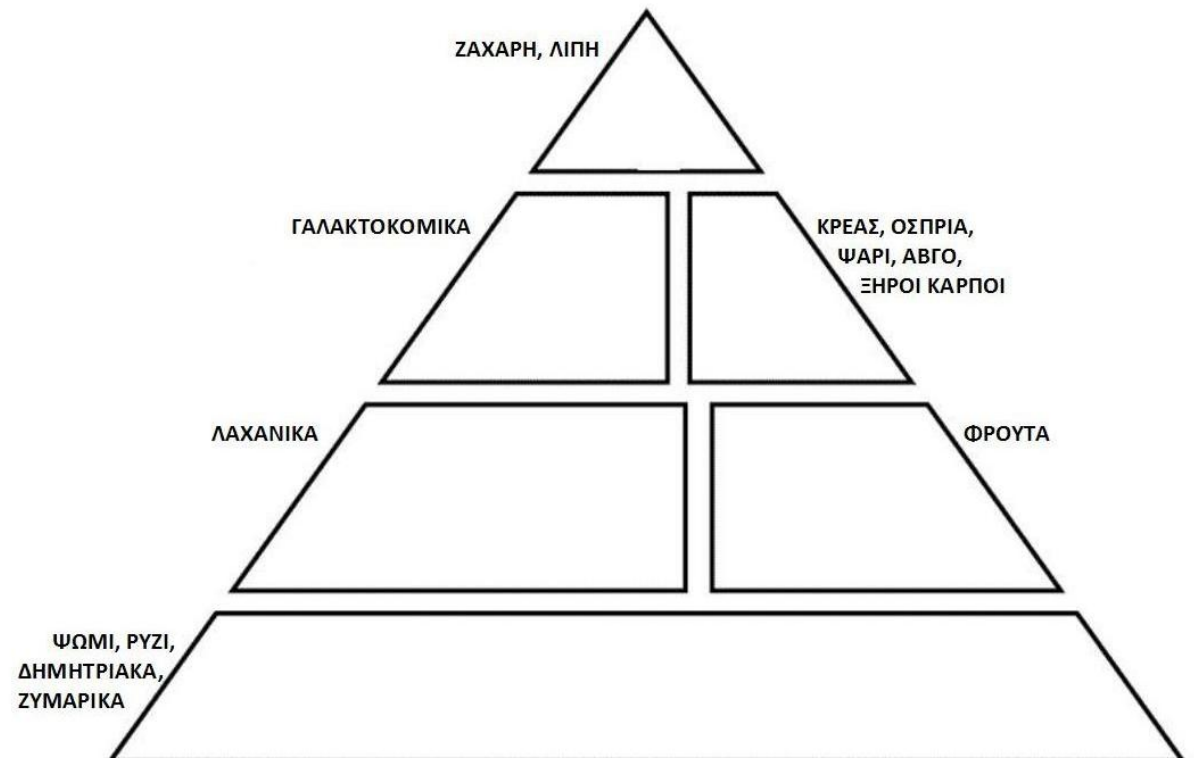 ΖΑΧΑΡΗ, ΛΙΠΗ
ΓΑΛΑΚΤΟΚΟΜΙΚΑ
ΚΡΕΑΣ, ΟΣΠΡΙΑ,
ΨΑΡΙ, ΑΒΓΟ,
ΞΗΡΟΙ ΚΑΡΠΟΙ
ΛΑΧΑΝΙΚΑ
ΦΡΟΥΤΑ
ΨΩΜΙ, ΡΥΖΙ,
ΔΗΜΗΤΡΙΑΚΑ,
ΖΥΜΑΡΙΚΑ